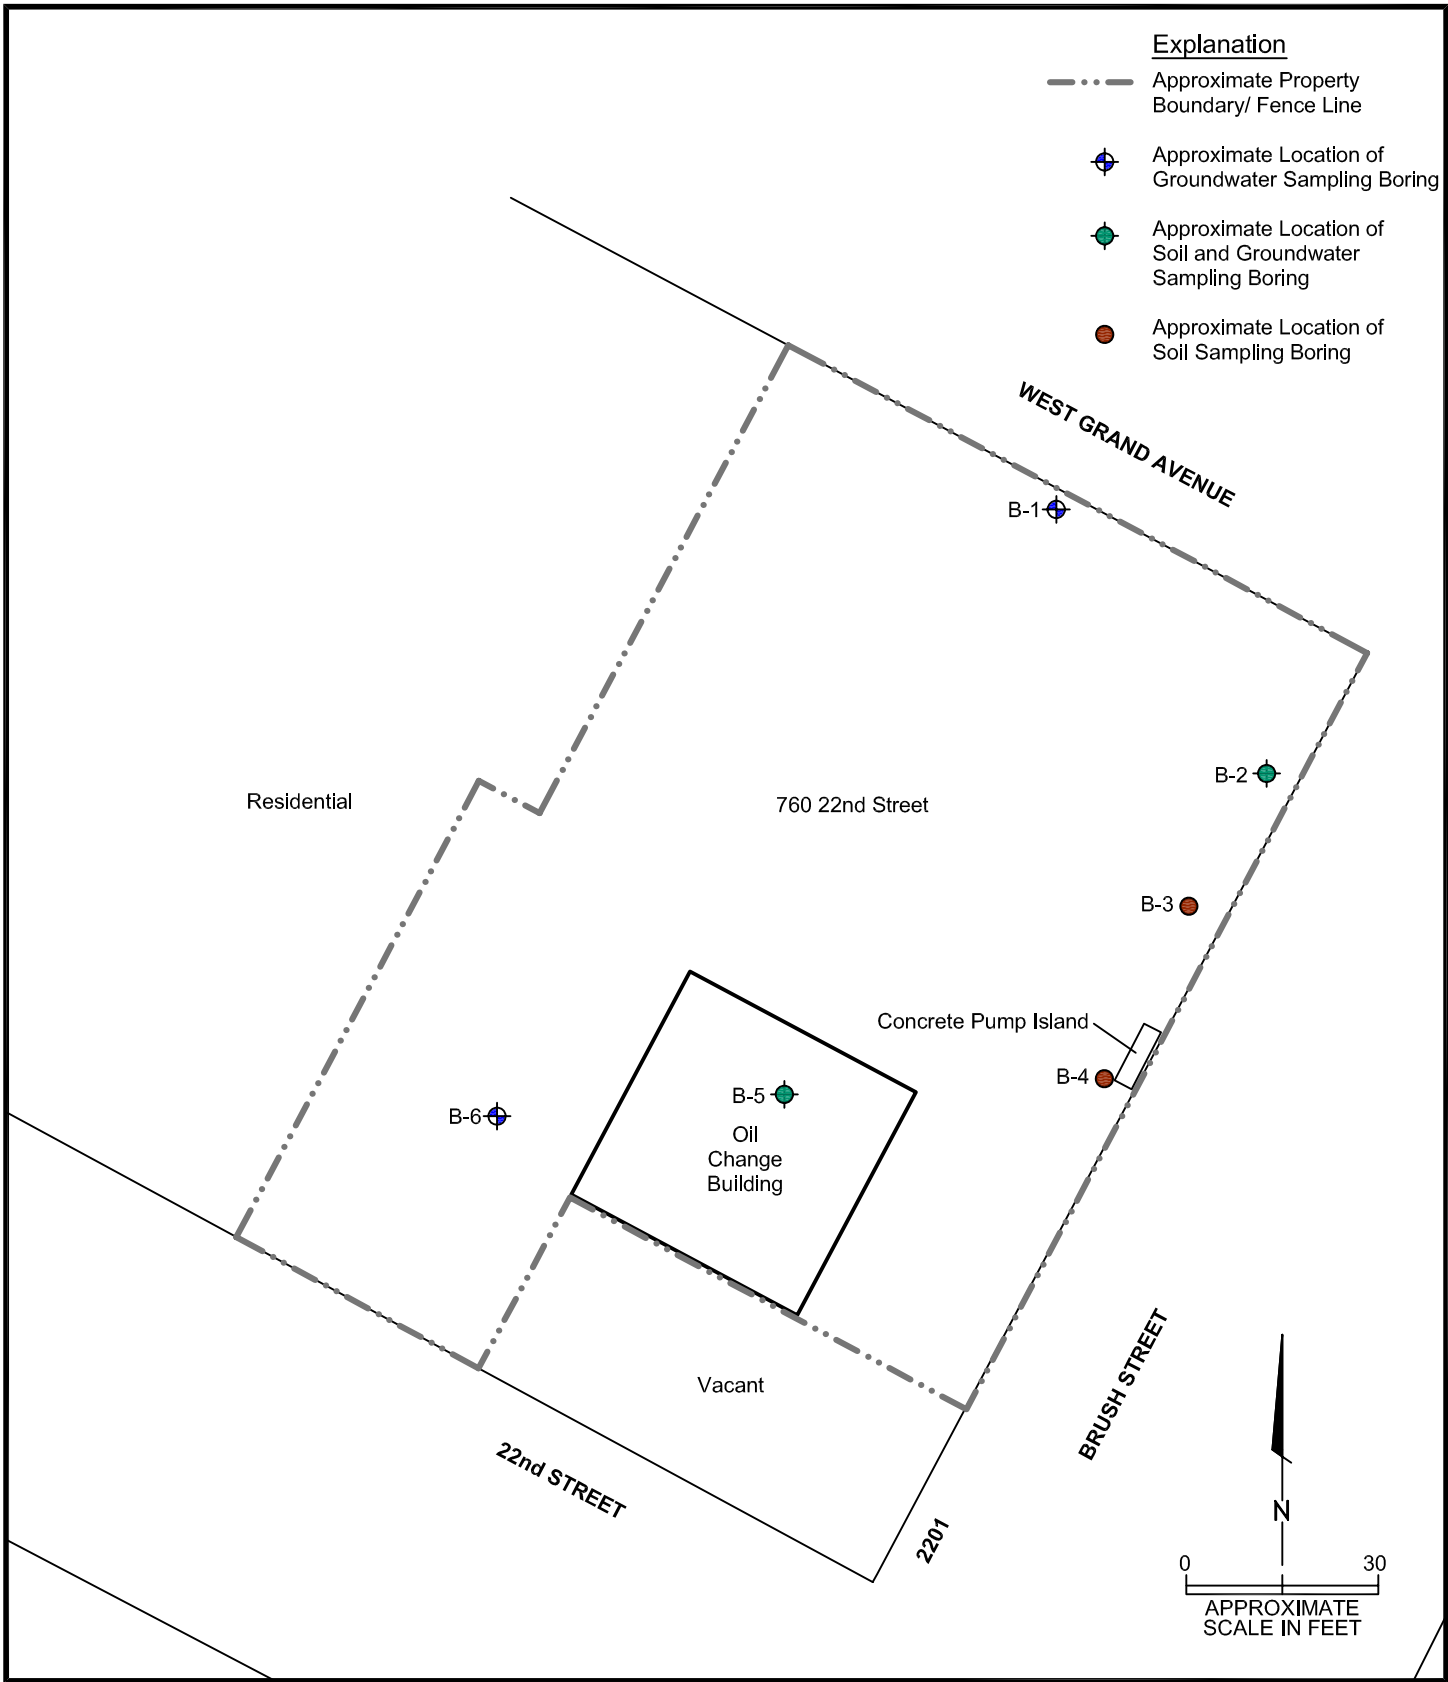 Explanation
Approximate Property
Boundary/ Fence Line
Approximate Location of
Groundwater Sampling Boring
Approximate Location of
Soil and Groundwater
Sampling Boring
Approximate Location of
Soil Sampling Boring
WEST GRAND AVENUE
B-1
B-2
Residential
760 22nd Street
B-3
Concrete Pump Island
B-4
B-5
B-6
Oil
Change
Building
Vacant
BRUSH STREET
22nd STREET
2201
N
0 30
APPROXIMATE
SCALE IN FEET